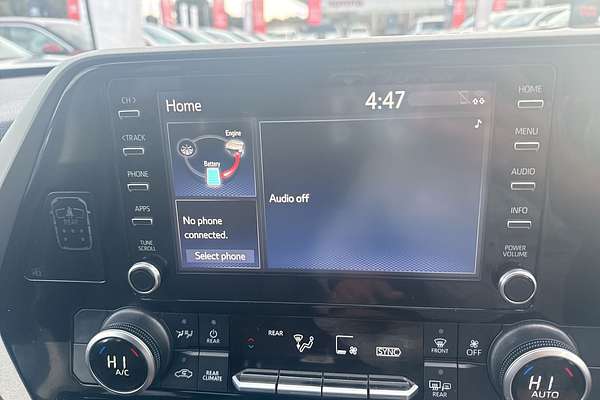 TOYOTA
Home
4:47
CH >
< TRACK
PHONE
APPS
TUNE
SCROLL
HOME
MENU
AUDIO
INFO
POWER
VOLUME
Engine
Battery
Audio off
No phone
connected.
Select phone
REAR
HI
A/C
REAR
REAR
CLIMATE
SYNC
FRONT
OFF
REAR
HI
AUTO